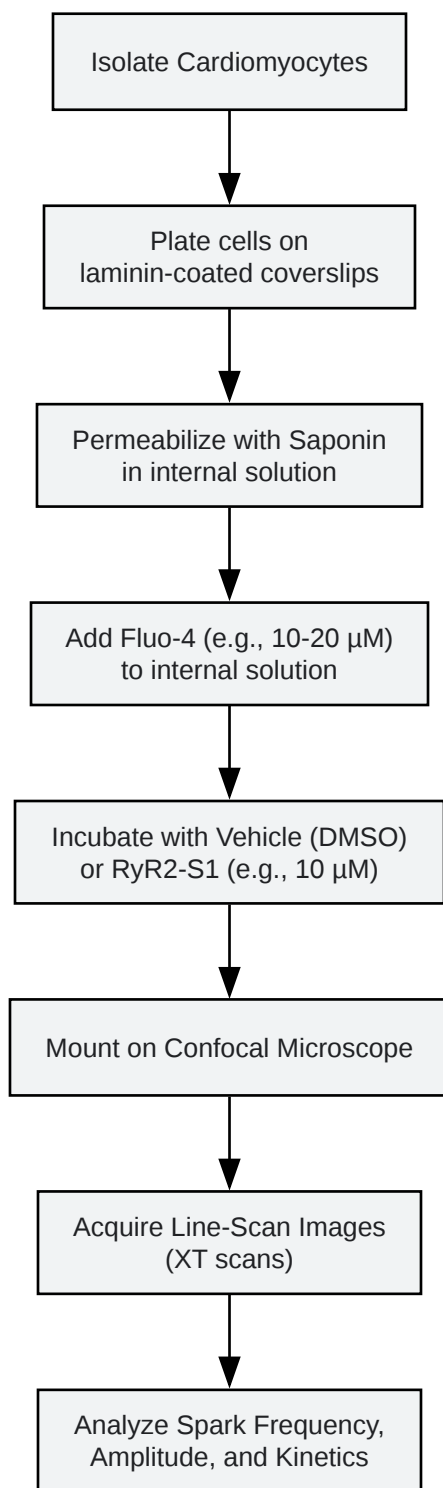 Isolate Cardiomyocytes
Plate cells on
laminin-coated coverslips
Permeabilize with Saponin
in internal solution
Add Fluo-4 (e.g., 10-20 µM)
to internal solution
Incubate with Vehicle (DMSO)
or RyR2-S1 (e.g., 10 µM)
Mount on Confocal Microscope
Acquire Line-Scan Images
(XT scans)
Analyze Spark Frequency,
Amplitude, and Kinetics